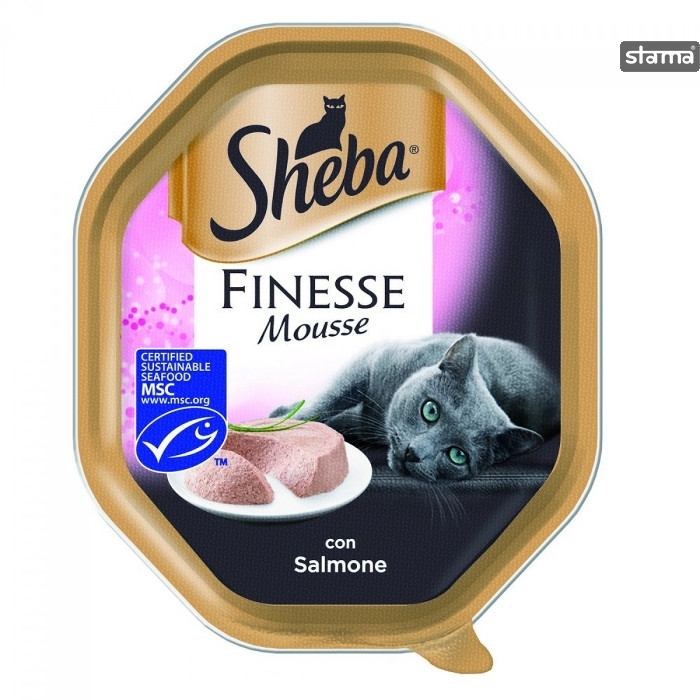 stama
Sheba®
FINESSE
Mousse
CERTIFIED
SUSTAINABLE
SEAFOOD
MSC
www.msc.org
TM
con
Salmone